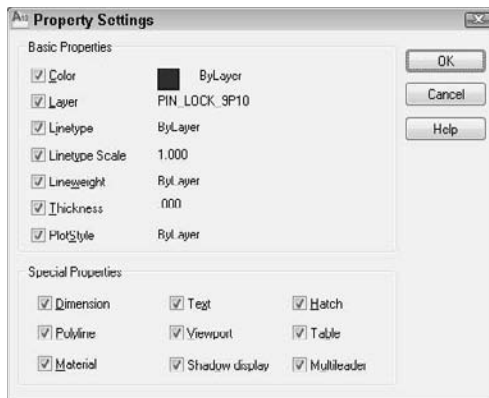 Property Settings
Basic Properties
Color ByLayer
Layer PIN_LOCK_9P10
Linetype ByLayer
Linetype Scale 1.000
Lineweight ByLayer
Thickness .000
PlotStyle ByLayer
OK
Cancel
Help
Special Properties
Dimension Text Hatch
Polyline Viewport Table
Material Shadow display Multileader